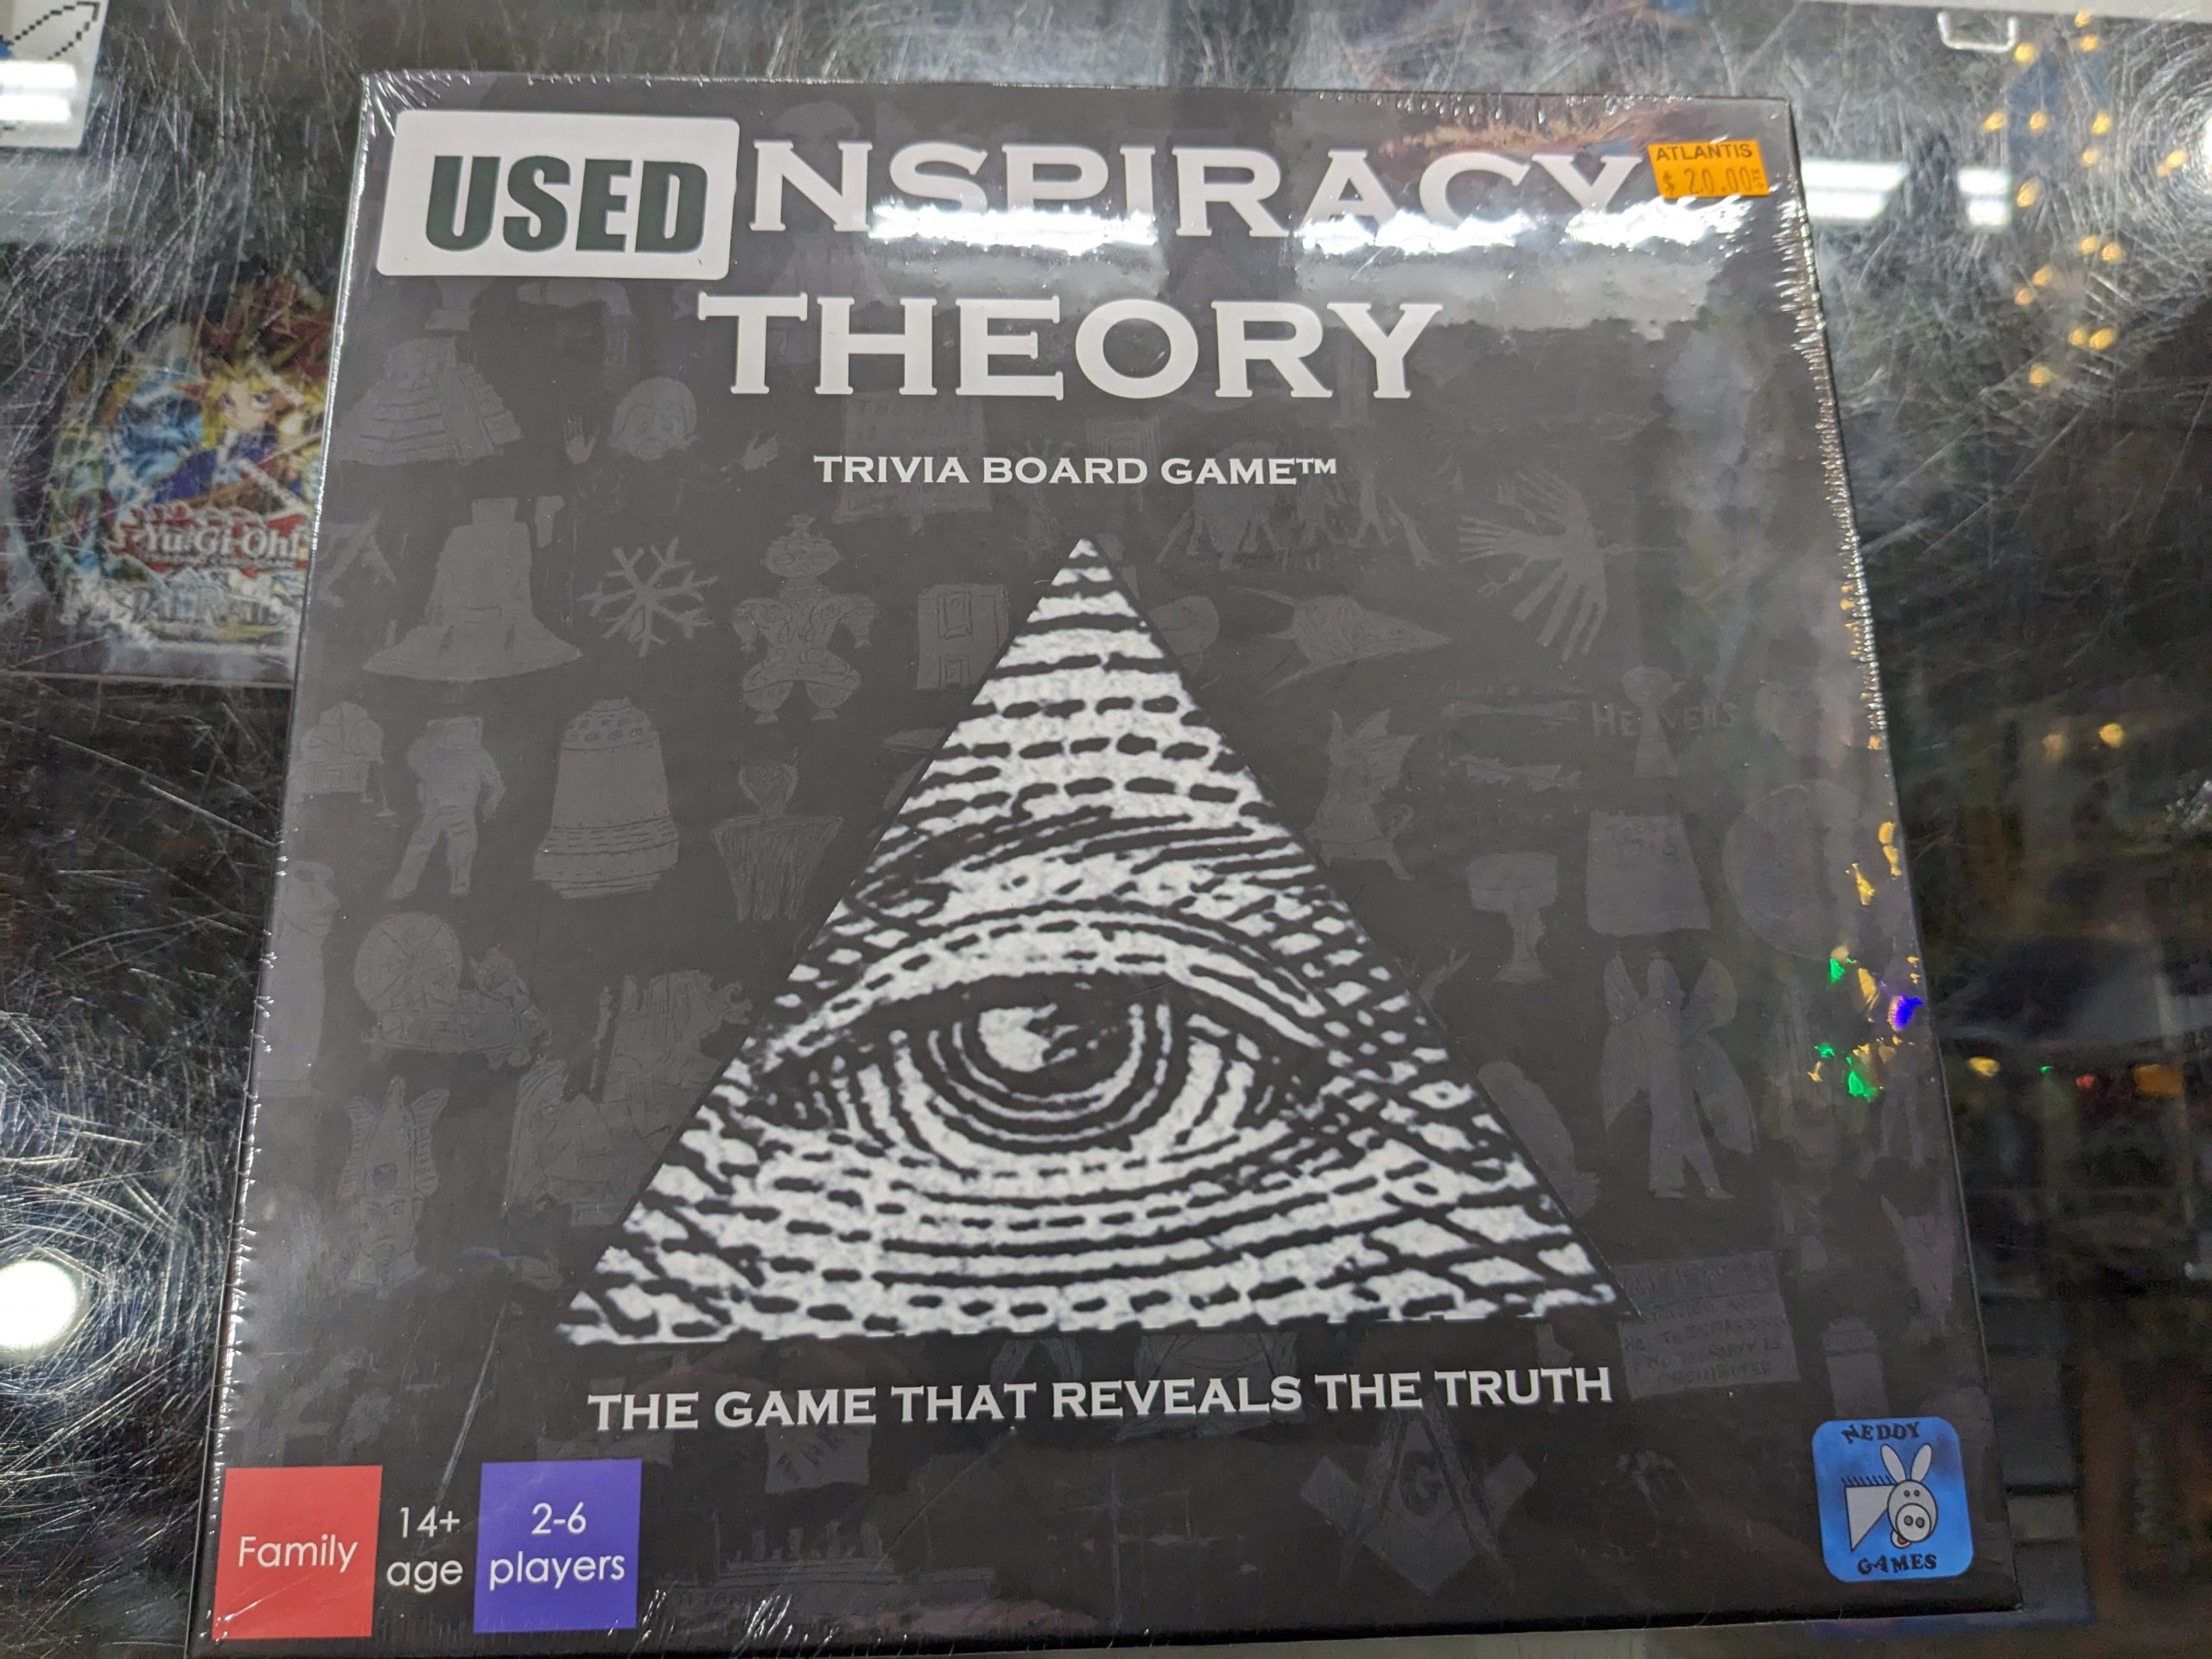 USED
NSPIRACY
ATLANTIS
$ 20.00
THEORY
TRIVIA BOARD GAME™
Yu-Gi-Oh!
HEAVENS
THE GAME THAT REVEALS THE TRUTH
NEDDY
GAMES
Family
14+
age
2-6
players
G